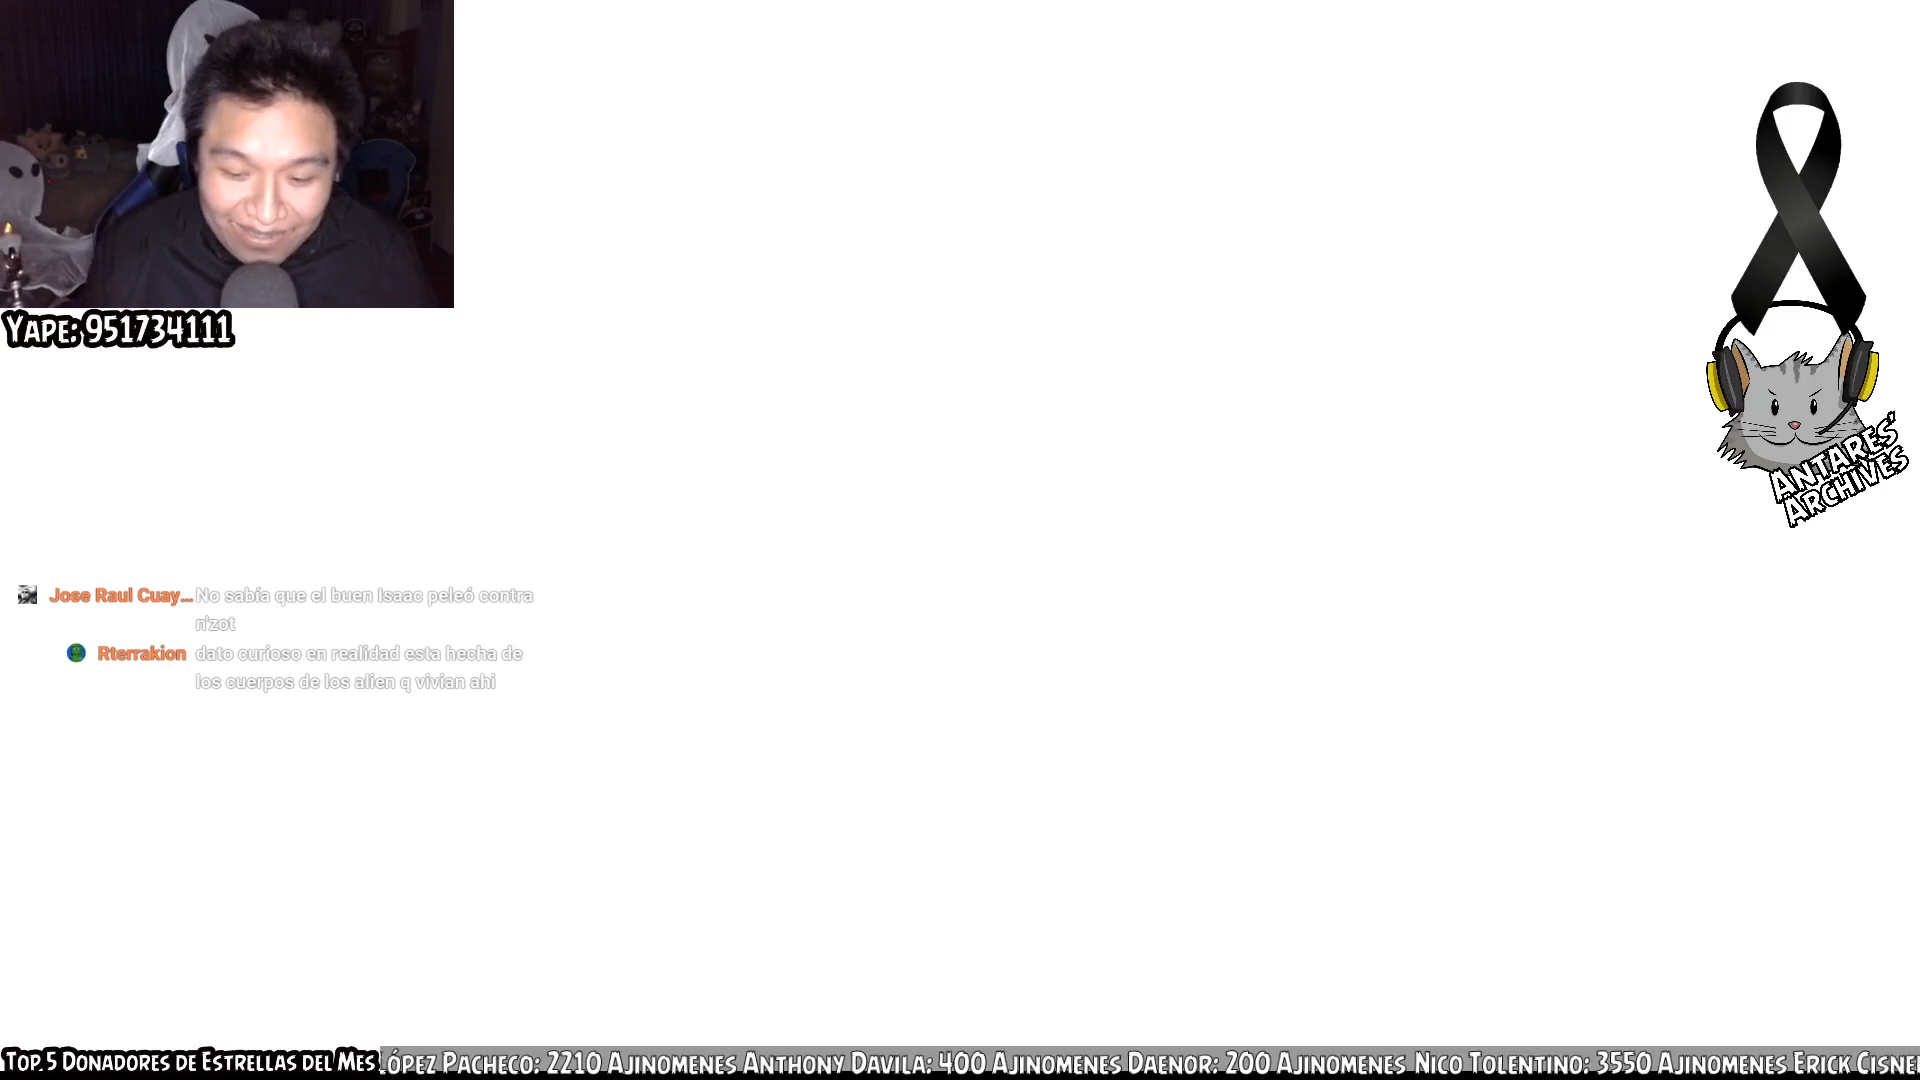 Yape: 951734111
ANTARES'
ARCHIVES
Jose Raul Cuay... No sabía que el buen Isaac peleó contra
n'zot
Rterrakion dato curioso en realidad esta hecha de
los cuerpos de los alien q vivian ahi
Top 5 Donadores de Estrellas del Mes López Pacheco: 2210 Ajinomenes Anthony Davila: 400 Ajinomenes Daenor: 200 Ajinomenes Nico Tolentino: 3550 Ajinomenes Erick Cisne